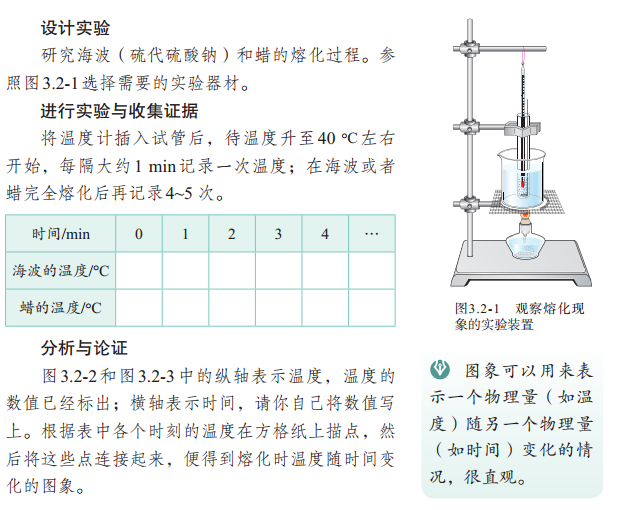 设计实验
研究海波（硫代硫酸钠）和蜡的熔化过程。参
照图3.2-1选择需要的实验器材。
进行实验与收集证据
将温度计插入试管后，待温度升至40 ℃左右
开始，每隔大约1 min记录一次温度；在海波或者
蜡完全熔化后再记录4~5 次。
时间/min 0 1 2 3 4 …
海波的温度/℃
蜡的温度/℃
分析与论证
图3.2-2和图3.2-3中的纵轴表示温度，温度的
数值已经标出；横轴表示时间，请你自己将数值写
上。根据表中各个时刻的温度在方格纸上描点，然
后将这些点连接起来，便得到熔化时温度随时间变
化的图象。
图3.2-1 观察熔化现
象的实验装置
图象可以用来表
示一个物理量（如温
度）随另一个物理量
（如时间）变化的情
况，很直观。